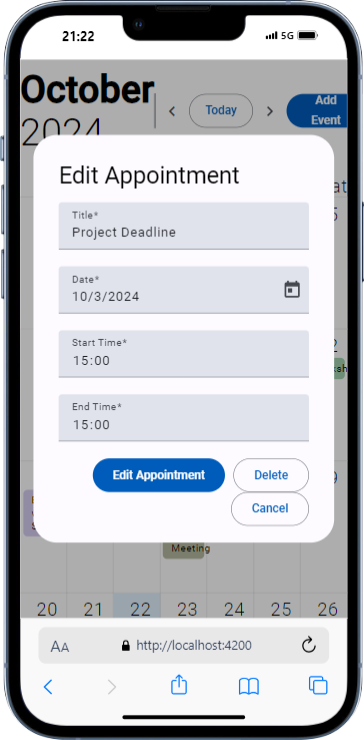 21:22
5G
October
2024
Today
Add
Event
Edit Appointment
Title*
Project Deadline
Date*
10/3/2024
Start Time*
15:00
End Time*
15:00
Edit Appointment
Delete
Cancel
Meeting
20 21 22 23 24 25 26
AA
http://localhost:4200